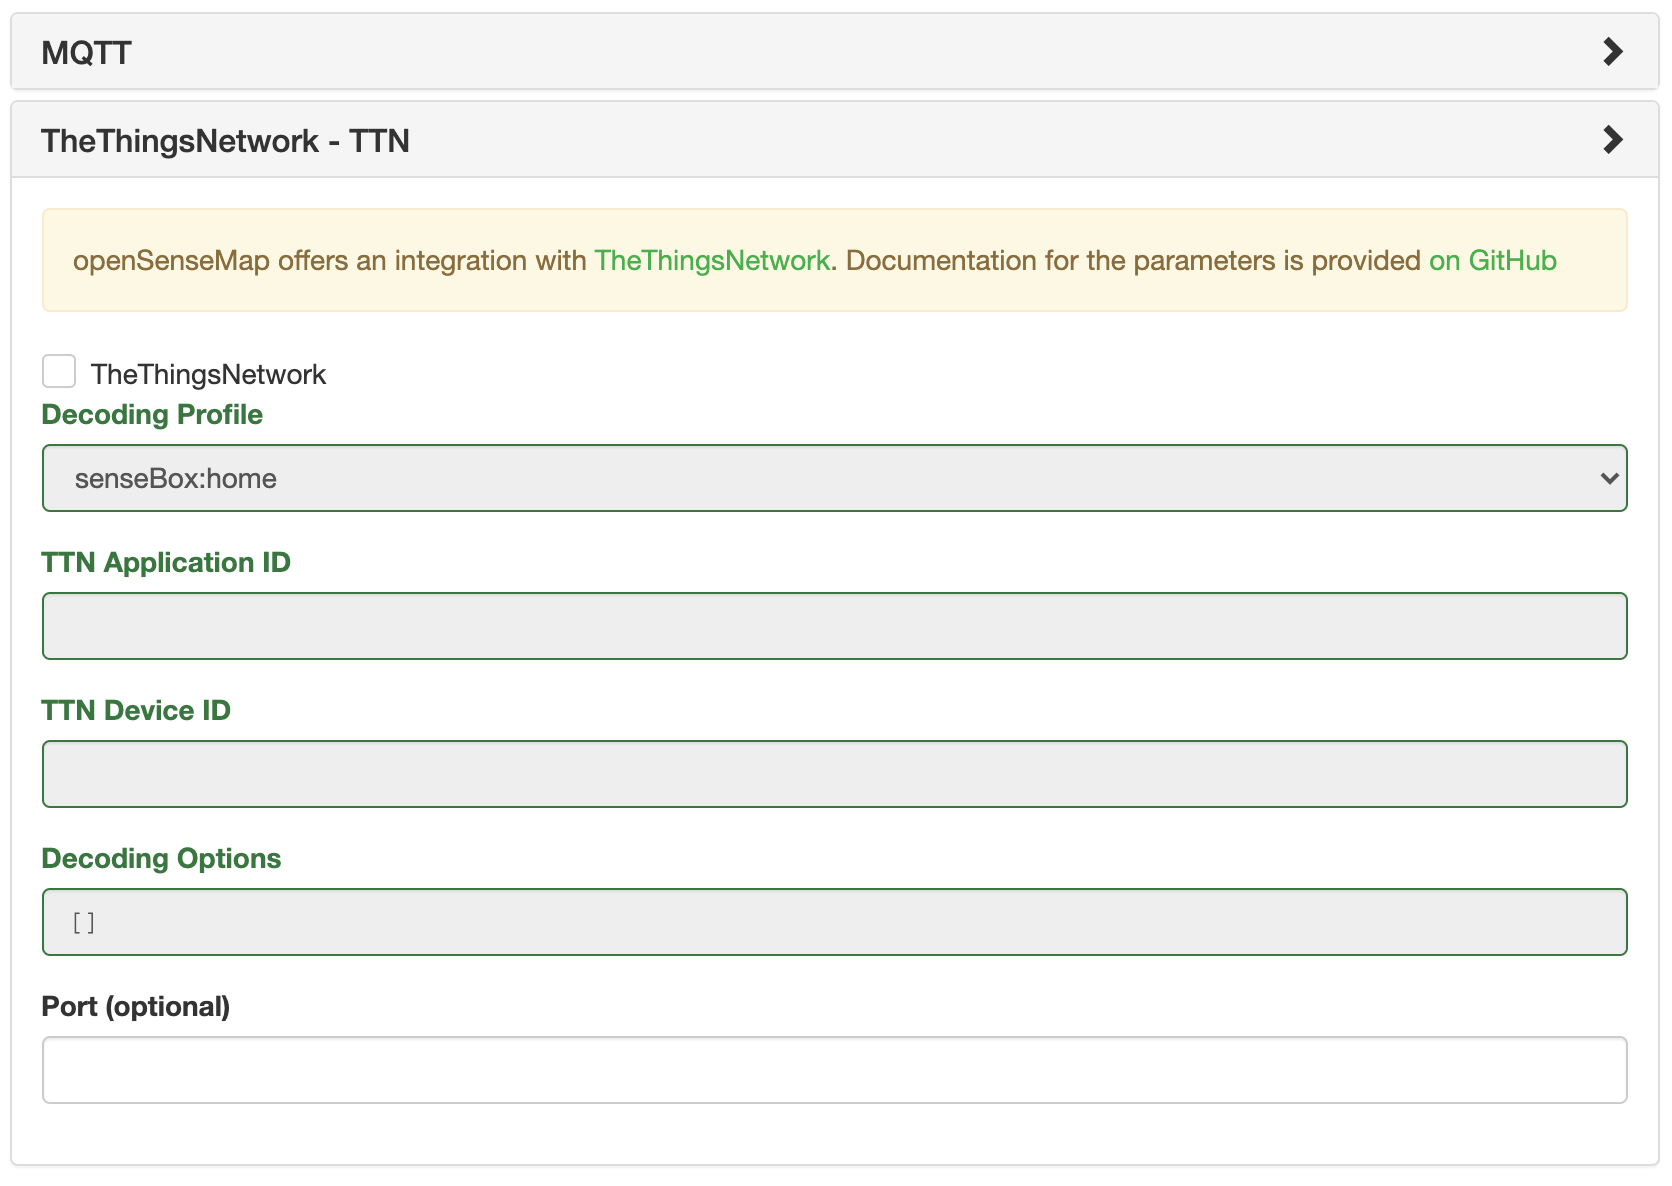 MQTT
TheThingsNetwork - TTN
openSenseMap offers an integration with TheThingsNetwork. Documentation for the parameters is provided on GitHub
TheThingsNetwork
Decoding Profile
senseBox:home
TTN Application ID
TTN Device ID
Decoding Options
[]
Port (optional)